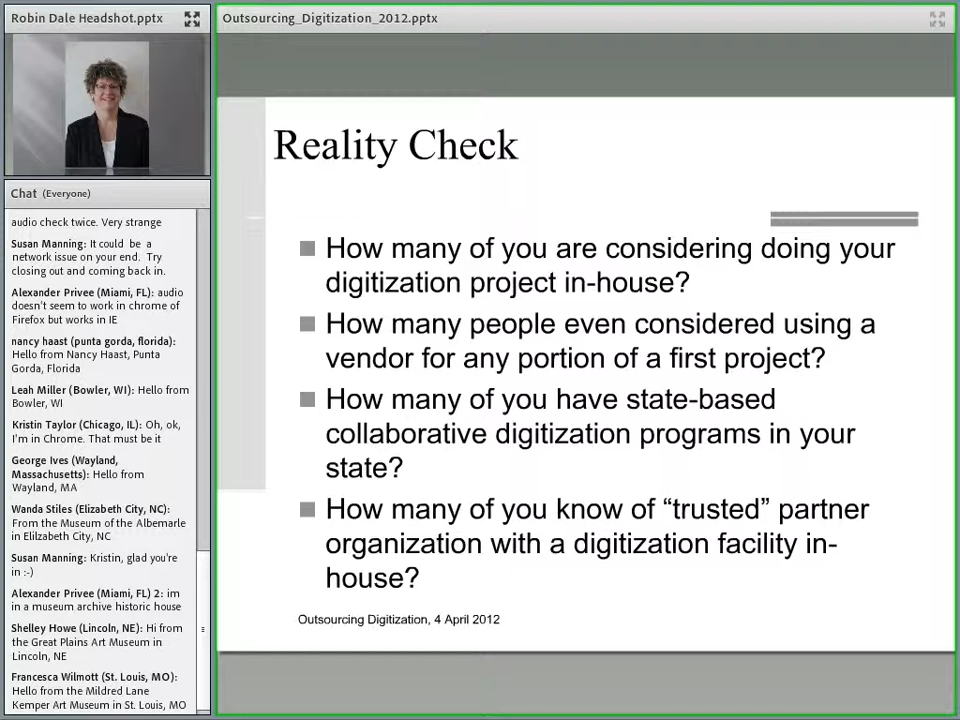 Robin Dale Headshot.pptx
Chat (Everyone)
audio check twice. Very strange
Susan Manning: It could be a
network issue on your end. Try
closing out and coming back in.
Alexander Privee (Miami, FL): audio
doesn't seem to work in chrome of
Firefox but works in IE
nancy haast (punta gorda, florida):
Hello from Nancy Haast, Punta
Gorda, Florida
Leah Miller (Bowler, WI): Hello from
Bowler, WI
Kristin Taylor (Chicago, IL): Oh, ok,
I'm in Chrome. That must be it
George Ives (Wayland,
Massachusetts): Hello from
Wayland, MA
Wanda Stiles (Elizabeth City, NC):
From the Museum of the Albemarle
in Elilzabeth City, NC
Susan Manning: Kristin, glad you're
in :-)
Alexander Privee (Miami, FL) 2: im
in a museum archive historic house
Shelley Howe (Lincoln, NE): Hi from
the Great Plains Art Museum in
Lincoln, NE
Francesca Wilmott (St. Louis, MO):
Hello from the Mildred Lane
Kemper Art Museum in St. Louis, MO
Outsourcing_Digitization_2012.pptx
Reality Check
How many of you are considering doing your
digitization project in-house?
How many people even considered using a
vendor for any portion of a first project?
How many of you have state-based
collaborative digitization programs in your
state?
How many of you know of “trusted” partner
organization with a digitization facility in-
house?
Outsourcing Digitization, 4 April 2012